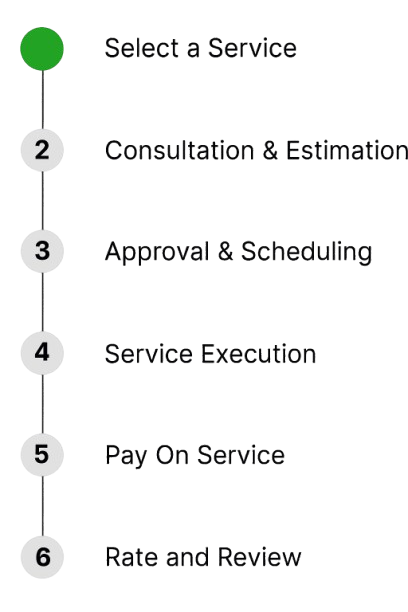 Select a Service
2 Consultation & Estimation
3 Approval & Scheduling
4 Service Execution
5 Pay On Service
6 Rate and Review